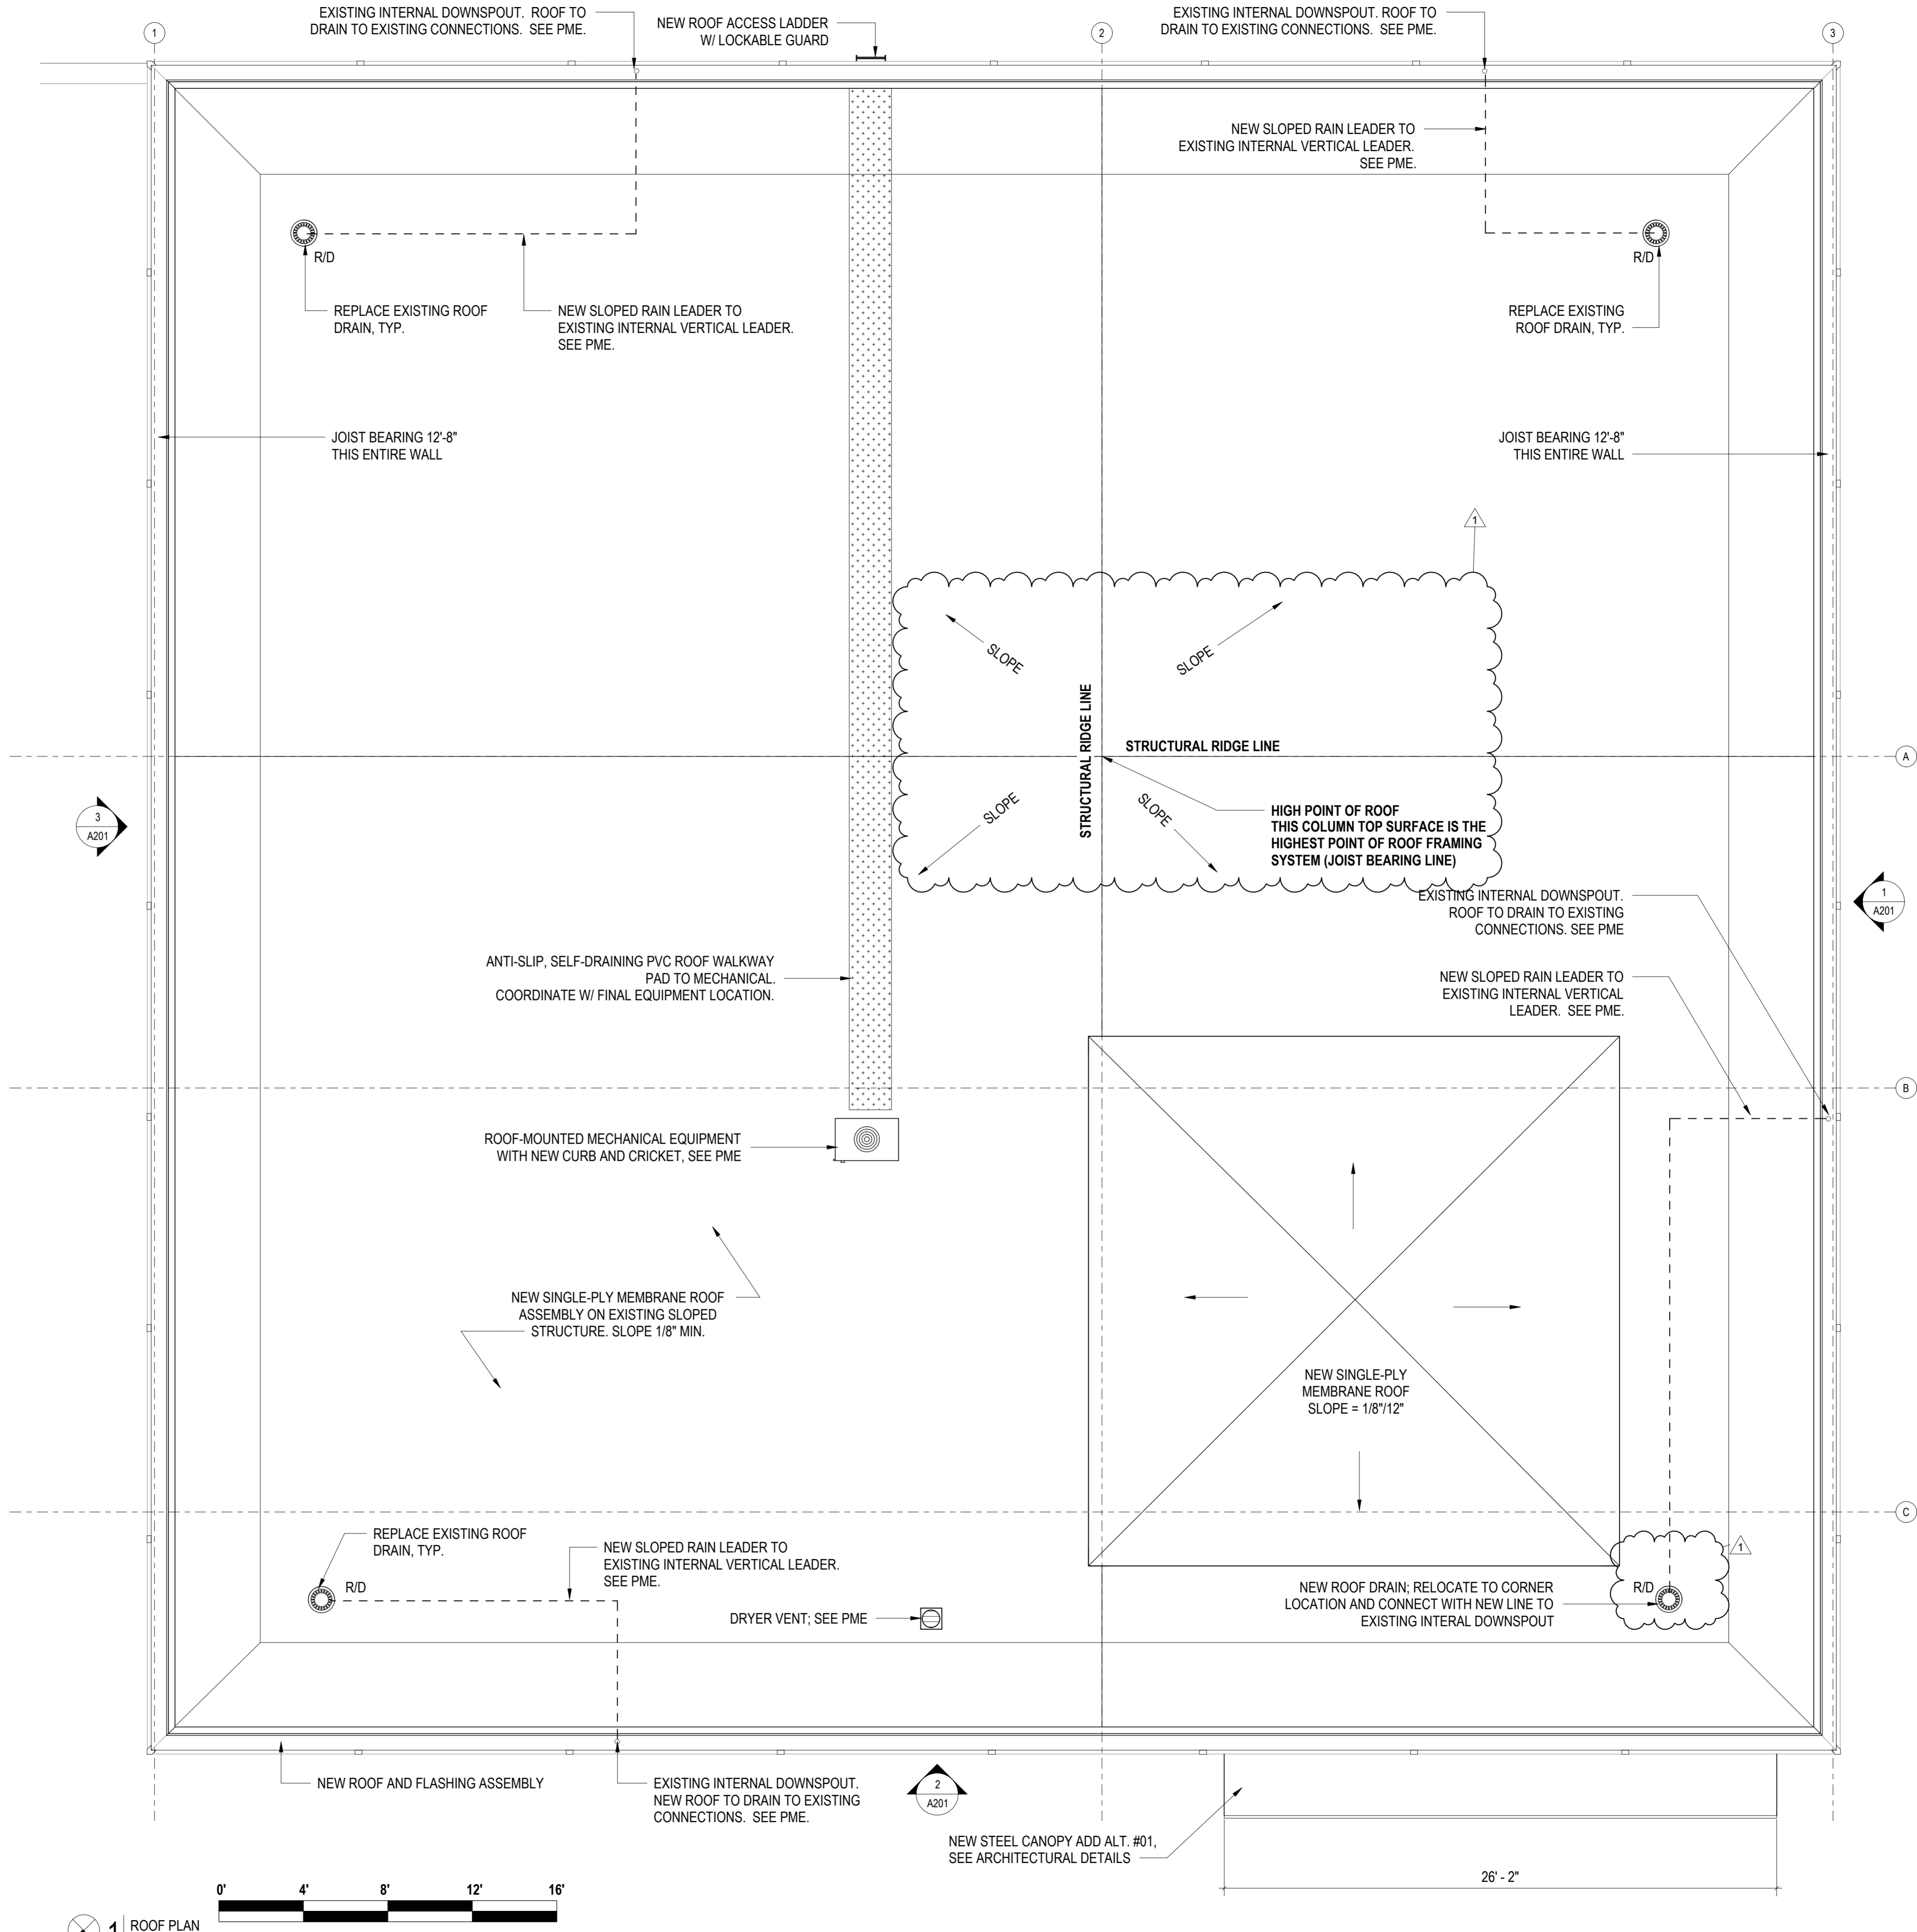 EXISTING INTERNAL DOWNSPOUT. ROOF TO
DRAIN TO EXISTING CONNECTIONS. SEE PME.
NEW ROOF ACCESS LADDER
W/ LOCKABLE GUARD
EXISTING INTERNAL DOWNSPOUT. ROOF TO
DRAIN TO EXISTING CONNECTIONS. SEE PME.
1
2
3
NEW SLOPED RAIN LEADER TO
EXISTING INTERNAL VERTICAL LEADER.
SEE PME.
R/D
R/D
REPLACE EXISTING ROOF
DRAIN, TYP.
NEW SLOPED RAIN LEADER TO
EXISTING INTERNAL VERTICAL LEADER.
SEE PME.
REPLACE EXISTING
ROOF DRAIN, TYP.
JOIST BEARING 12'-8"
THIS ENTIRE WALL
JOIST BEARING 12'-8"
THIS ENTIRE WALL
1
SLOPE
SLOPE
STRUCTURAL RIDGE LINE
STRUCTURAL RIDGE LINE
A
SLOPE
SLOPE
HIGH POINT OF ROOF
THIS COLUMN TOP SURFACE IS THE
HIGHEST POINT OF ROOF FRAMING
SYSTEM (JOIST BEARING LINE)
3
A201
1
A201
EXISTING INTERNAL DOWNSPOUT.
ROOF TO DRAIN TO EXISTING
CONNECTIONS. SEE PME
ANTI-SLIP, SELF-DRAINING PVC ROOF WALKWAY
PAD TO MECHANICAL.
COORDINATE W/ FINAL EQUIPMENT LOCATION.
NEW SLOPED RAIN LEADER TO
EXISTING INTERNAL VERTICAL
LEADER. SEE PME.
B
ROOF-MOUNTED MECHANICAL EQUIPMENT
WITH NEW CURB AND CRICKET, SEE PME
NEW SINGLE-PLY MEMBRANE ROOF
ASSEMBLY ON EXISTING SLOPED
STRUCTURE. SLOPE 1/8" MIN.
NEW SINGLE-PLY
MEMBRANE ROOF
SLOPE = 1/8"/12"
C
REPLACE EXISTING ROOF
DRAIN, TYP.
NEW SLOPED RAIN LEADER TO
EXISTING INTERNAL VERTICAL LEADER.
SEE PME.
1
R/D
R/D
NEW ROOF DRAIN; RELOCATE TO CORNER
LOCATION AND CONNECT WITH NEW LINE TO
EXISTING INTERAL DOWNSPOUT
DRYER VENT; SEE PME
NEW ROOF AND FLASHING ASSEMBLY
EXISTING INTERNAL DOWNSPOUT.
NEW ROOF TO DRAIN TO EXISTING
CONNECTIONS. SEE PME.
2
A201
NEW STEEL CANOPY ADD ALT. #01,
SEE ARCHITECTURAL DETAILS
26' - 2"
0' 4' 8' 12' 16'
1 ROOF PLAN